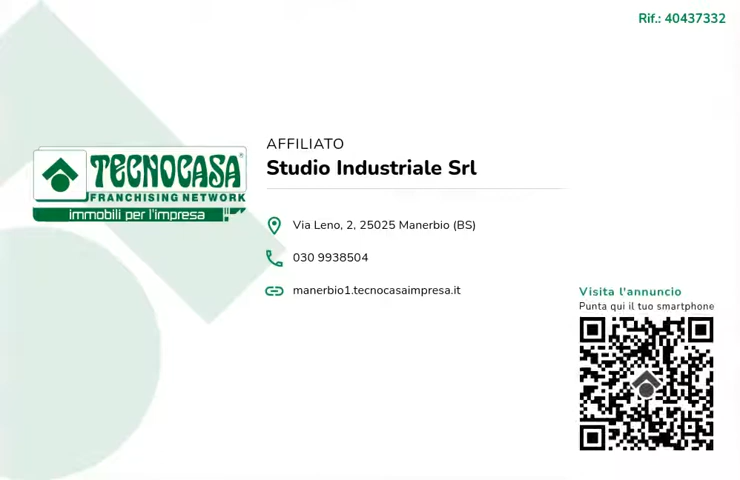 Rif.: 40437332
TECNOCASA
FRANCHISING NETWORK
immobili per l'impresa
AFFILIATO
Studio Industriale Srl
Via Leno, 2, 25025 Manerbio (BS)
030 9938504
manerbio1.tecnocasaimpresa.it
Visita l'annuncio
Punta qui il tuo smartphone